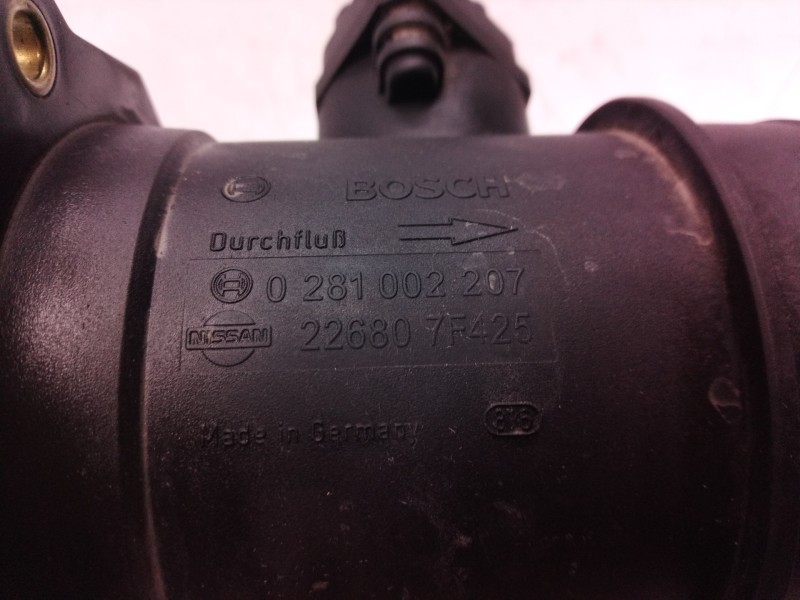 BOSCH
Durchfluß
0 281 002 207
NISSAN 22680 7F425
Made in Germany